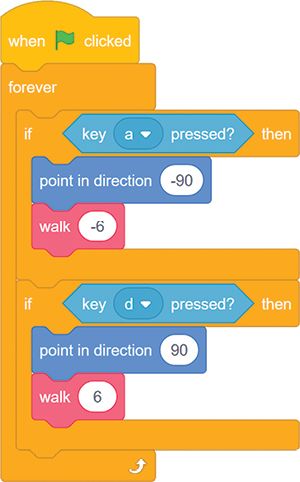 when clicked
forever
if key a pressed? then
point in direction -90
walk -6
if key d pressed? then
point in direction 90
walk 6